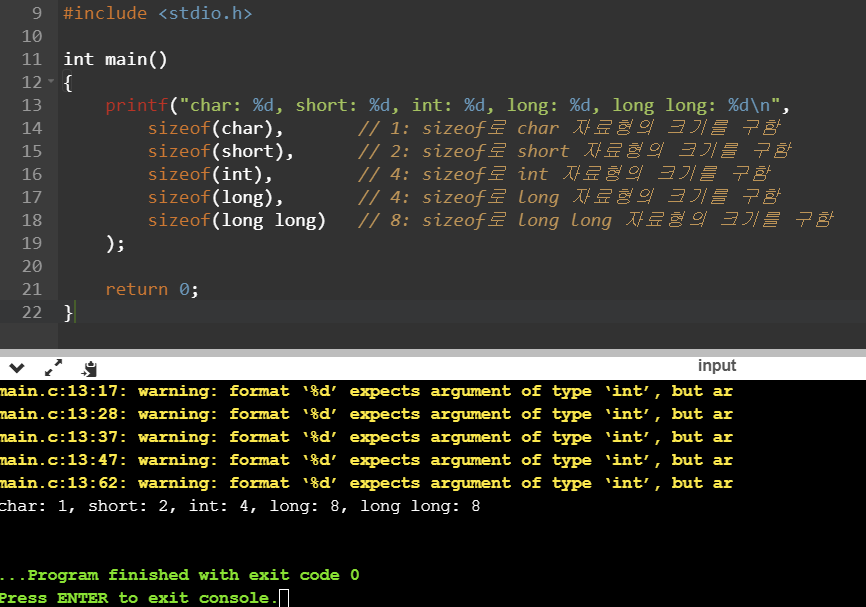 9 #include <stdio.h>
10
11 int main()
12 {
13 printf("char: %d, short: %d, int: %d, long: %d, long long: %d\n",
14 sizeof(char), // 1: sizeof로 char 자료형의 크기를 구함
15 sizeof(short), // 2: sizeof로 short 자료형의 크기를 구함
16 sizeof(int), // 4: sizeof로 int 자료형의 크기를 구함
17 sizeof(long), // 4: sizeof로 long 자료형의 크기를 구함
18 sizeof(long long) // 8: sizeof로 long long 자료형의 크기를 구함
19 );
20
21 return 0;
22 }
input
main.c:13:17: warning: format ‘%d’ expects argument of type ‘int’, but ar
main.c:13:28: warning: format ‘%d’ expects argument of type ‘int’, but ar
main.c:13:37: warning: format ‘%d’ expects argument of type ‘int’, but ar
main.c:13:47: warning: format ‘%d’ expects argument of type ‘int’, but ar
main.c:13:62: warning: format ‘%d’ expects argument of type ‘int’, but ar
char: 1, short: 2, int: 4, long: 8, long long: 8
...Program finished with exit code 0
Press ENTER to exit console.